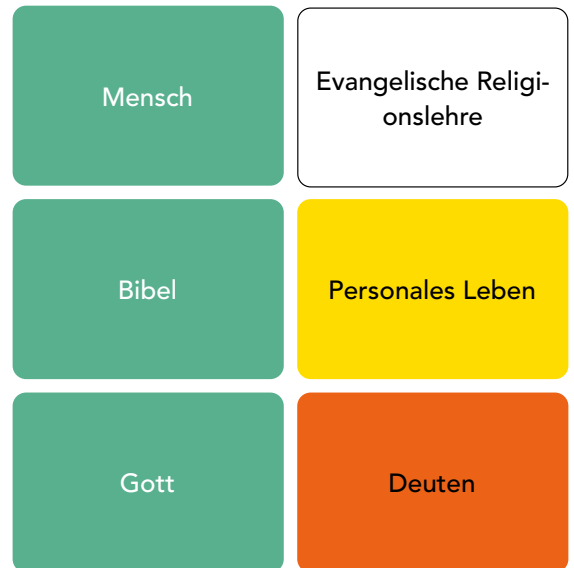 Mensch
Evangelische Religi-
onslehre
Bibel
Personales Leben
Gott
Deuten